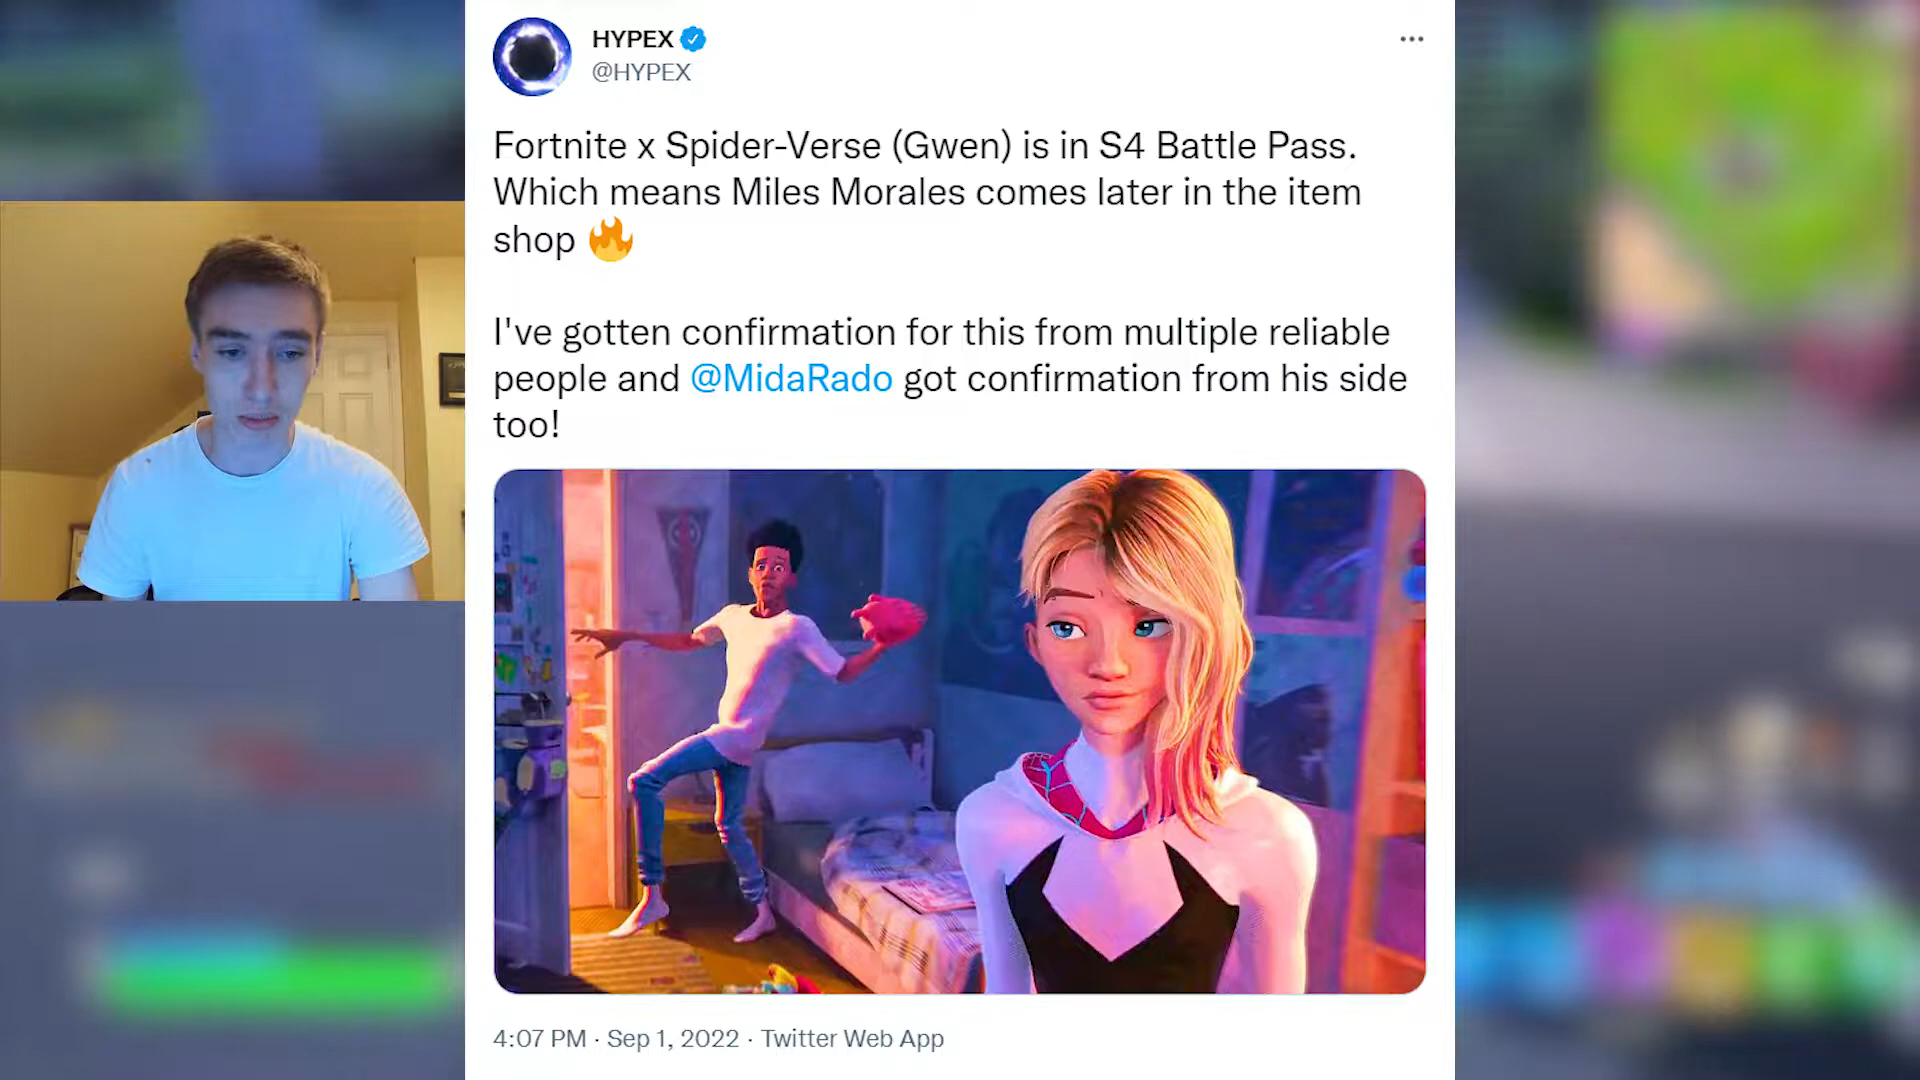 HYPEX
@HYPEX
Fortnite x Spider-Verse (Gwen) is in S4 Battle Pass.
Which means Miles Morales comes later in the item
shop 🔥
I've gotten confirmation for this from multiple reliable
people and @MidaRado got confirmation from his side
too!
4:07 PM · Sep 1, 2022 · Twitter Web App